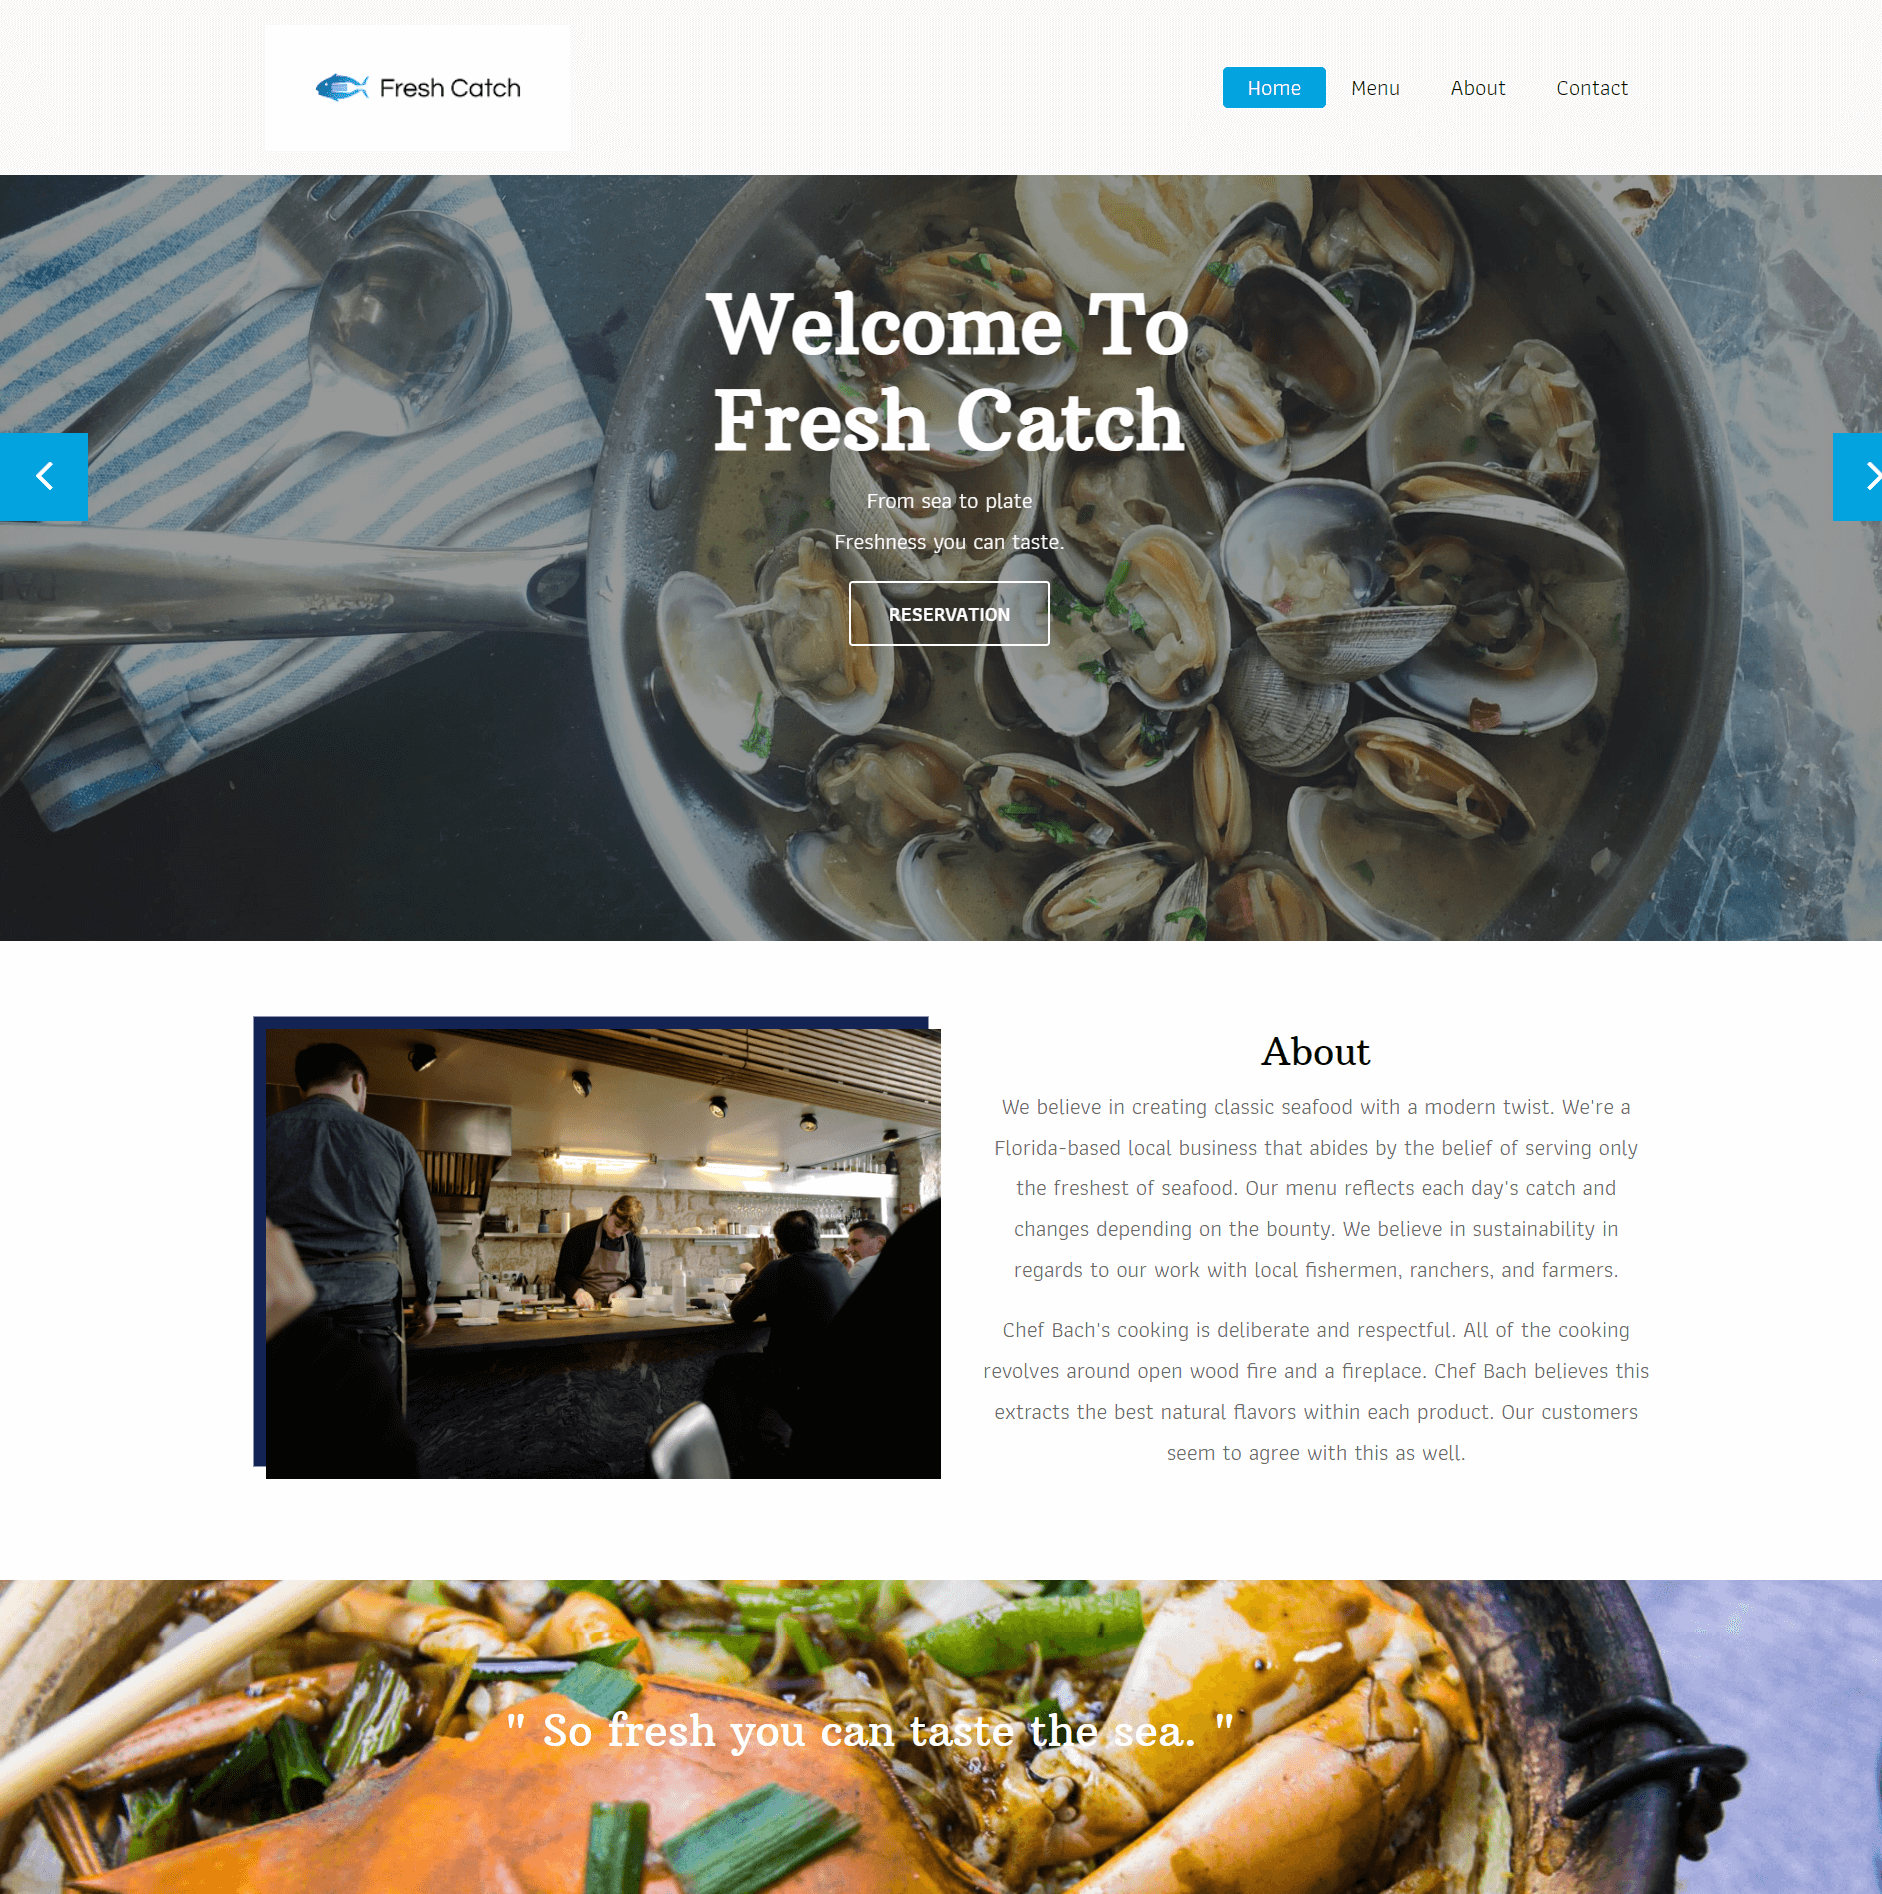 Fresh Catch
Home Menu About Contact
Welcome To
Fresh Catch
From sea to plate
Freshness you can taste.
RESERVATION
About
We believe in creating classic seafood with a modern twist. We're a
Florida-based local business that abides by the belief of serving only
the freshest of seafood. Our menu reflects each day's catch and
changes depending on the bounty. We believe in sustainability in
regards to our work with local fishermen, ranchers, and farmers.
Chef Bach's cooking is deliberate and respectful. All of the cooking
revolves around open wood fire and a fireplace. Chef Bach believes this
extracts the best natural flavors within each product. Our customers
seem to agree with this as well.
" So fresh you can taste the sea. "